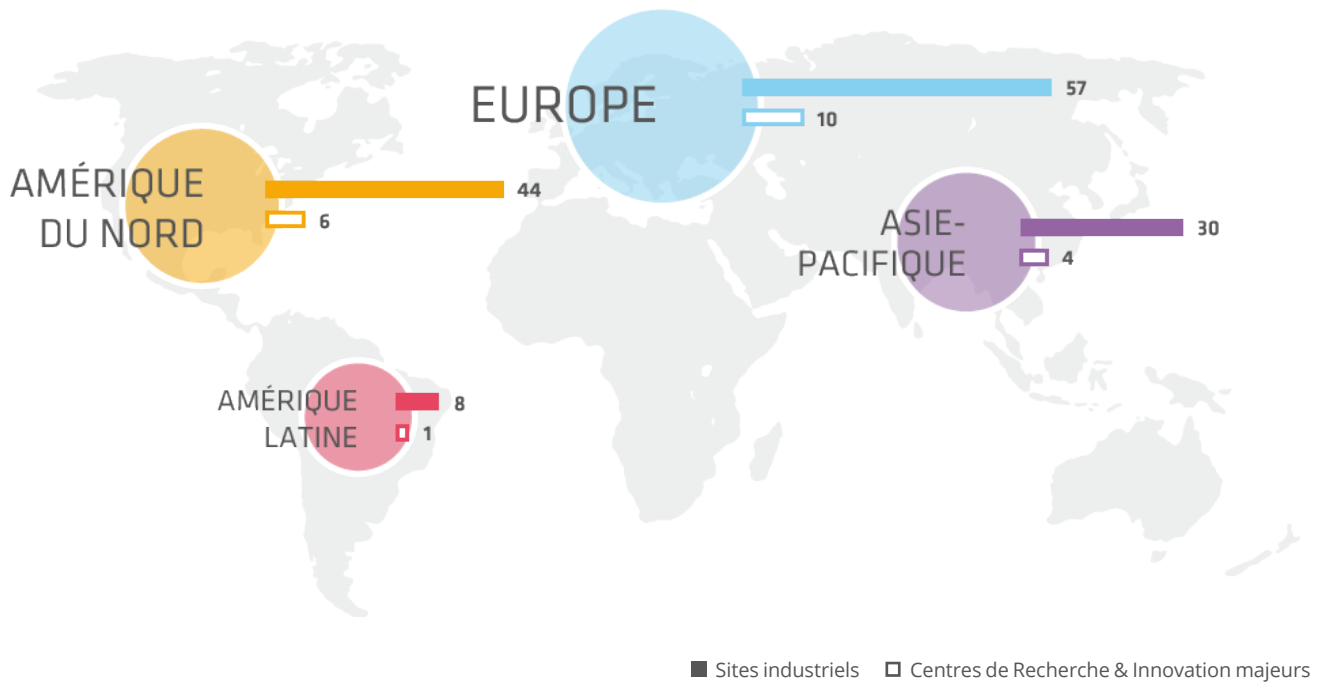 EUROPE
57
10
AMÉRIQUE
DU NORD
44
6
ASIE-
PACIFIQUE
30
4
AMÉRIQUE
LATINE
8
1
Sites industriels
Centres de Recherche & Innovation majeurs